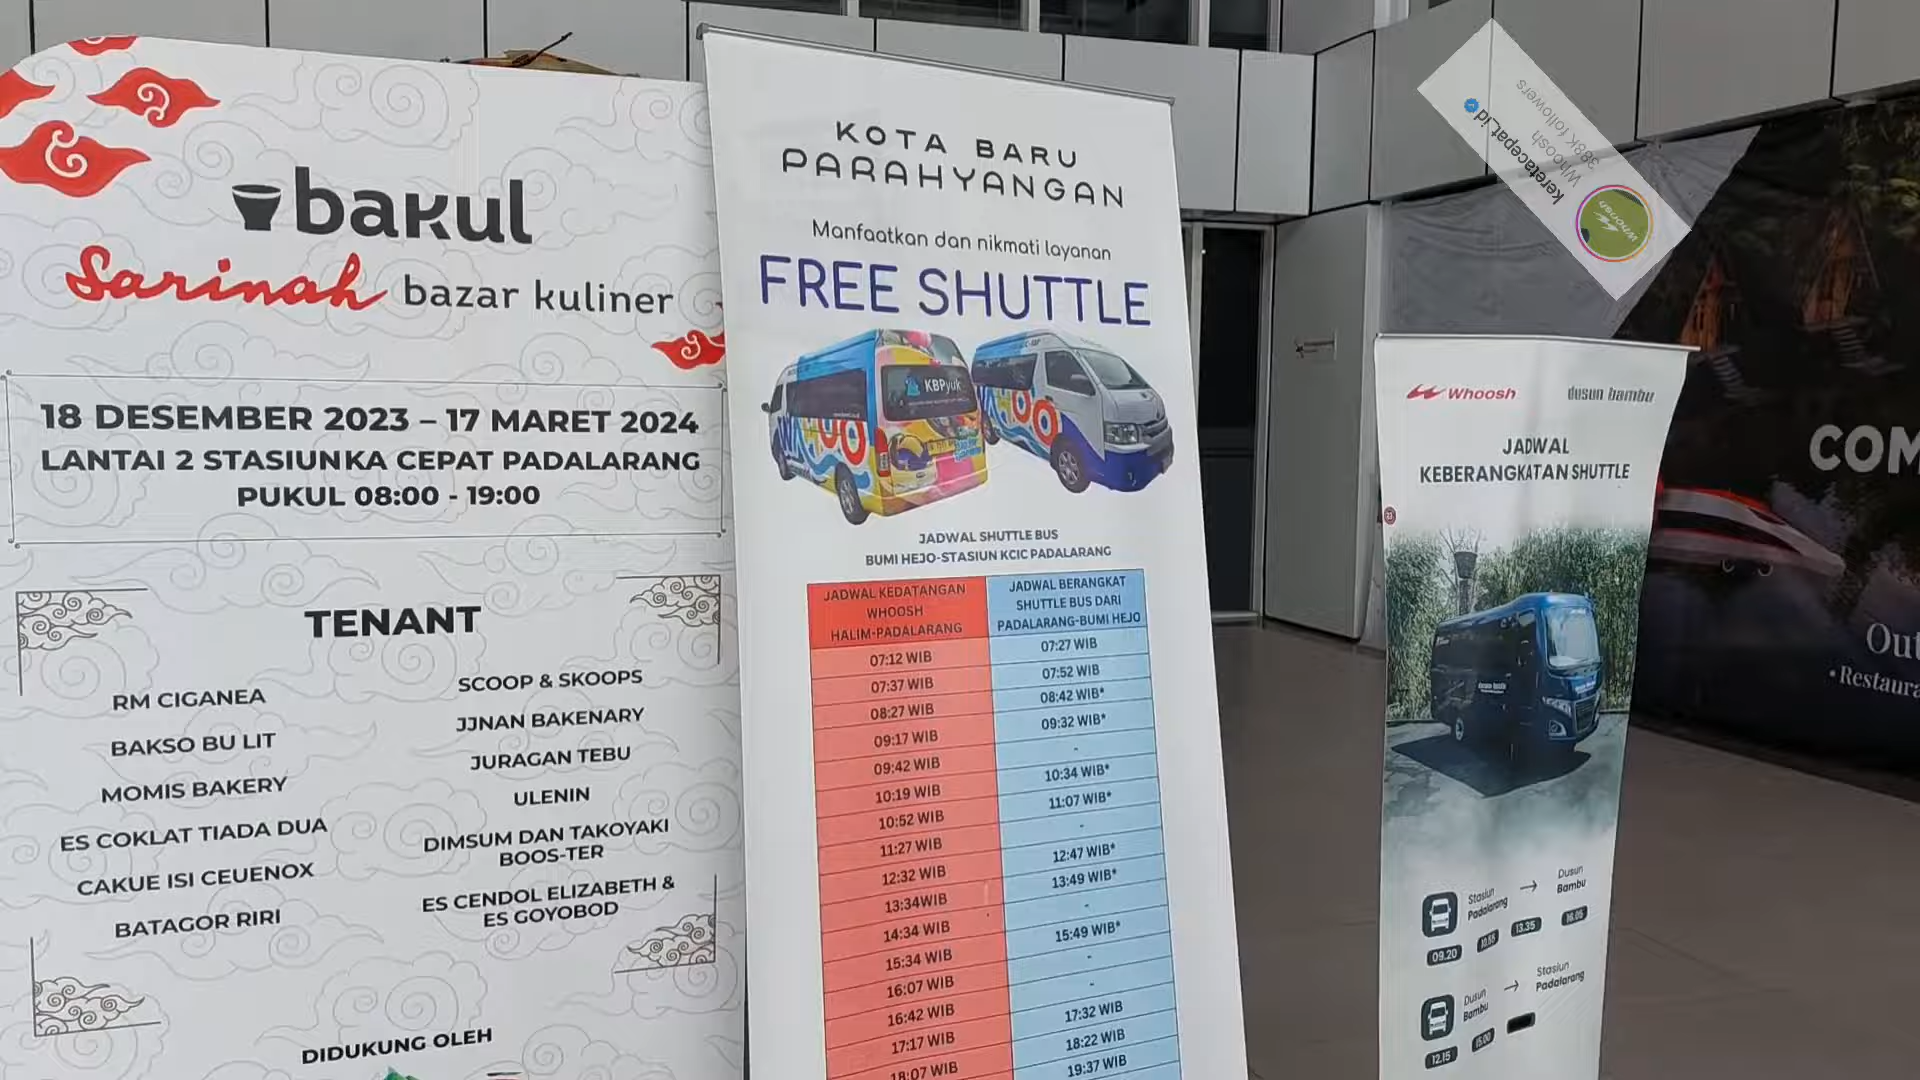 bakul
Sarinah bazar kuliner
18 DESEMBER 2023 – 17 MARET 2024
LANTAI 2 STASIUNKA CEPAT PADALARANG
PUKUL 08:00 - 19:00
TENANT
RM CIGANEA
BAKSO BU LIT
MOMIS BAKERY
ES COKLAT TIADA DUA
CAKUE ISI CEUENOX
BATAGOR RIRI
SCOOP & SKOOPS
JJNAN BAKENARY
JURAGAN TEBU
ULENIN
DIMSUM DAN TAKOYAKI
BOOS-TER
ES CENDOL ELIZABETH &
ES GOYOBOD
DIDUKUNG OLEH
KOTA BARU
PARAHYANGAN
Manfaatkan dan nikmati layanan
FREE SHUTTLE
KBPyuk
JADWAL SHUTTLE BUS
BUMI HEJO-STASIUN KCIC PADALARANG
JADWAL KEDATANGAN
WHOOSH
HALIM-PADALARANG
07:12 WIB
07:37 WIB
08:27 WIB
09:17 WIB
09:42 WIB
10:19 WIB
10:52 WIB
11:27 WIB
12:32 WIB
13:34WIB
14:34 WIB
15:34 WIB
16:07 WIB
16:42 WIB
17:17 WIB
18:07 WIB
JADWAL BERANGKAT
SHUTTLE BUS DARI
PADALARANG-BUMI HEJO
07:27 WIB
07:52 WIB
08:42 WIB*
09:32 WIB*
-
10:34 WIB*
11:07 WIB*
-
12:47 WIB*
13:49 WIB*
-
15:49 WIB*
-
-
17:32 WIB
18:22 WIB
19:37 WIB
keretacepat_id
Whoosh
388K followers
Whoosh
Whoosh
dusun bambu
JADWAL
KEBERANGKATAN SHUTTLE
Stasiun
Padalarang
→
Dusun
Bambu
09.20
10.55
13.35
16.05
Dusun
Bambu
→
Stasiun
Padalarang
12.15
15.00
COM
Out
• Restaura